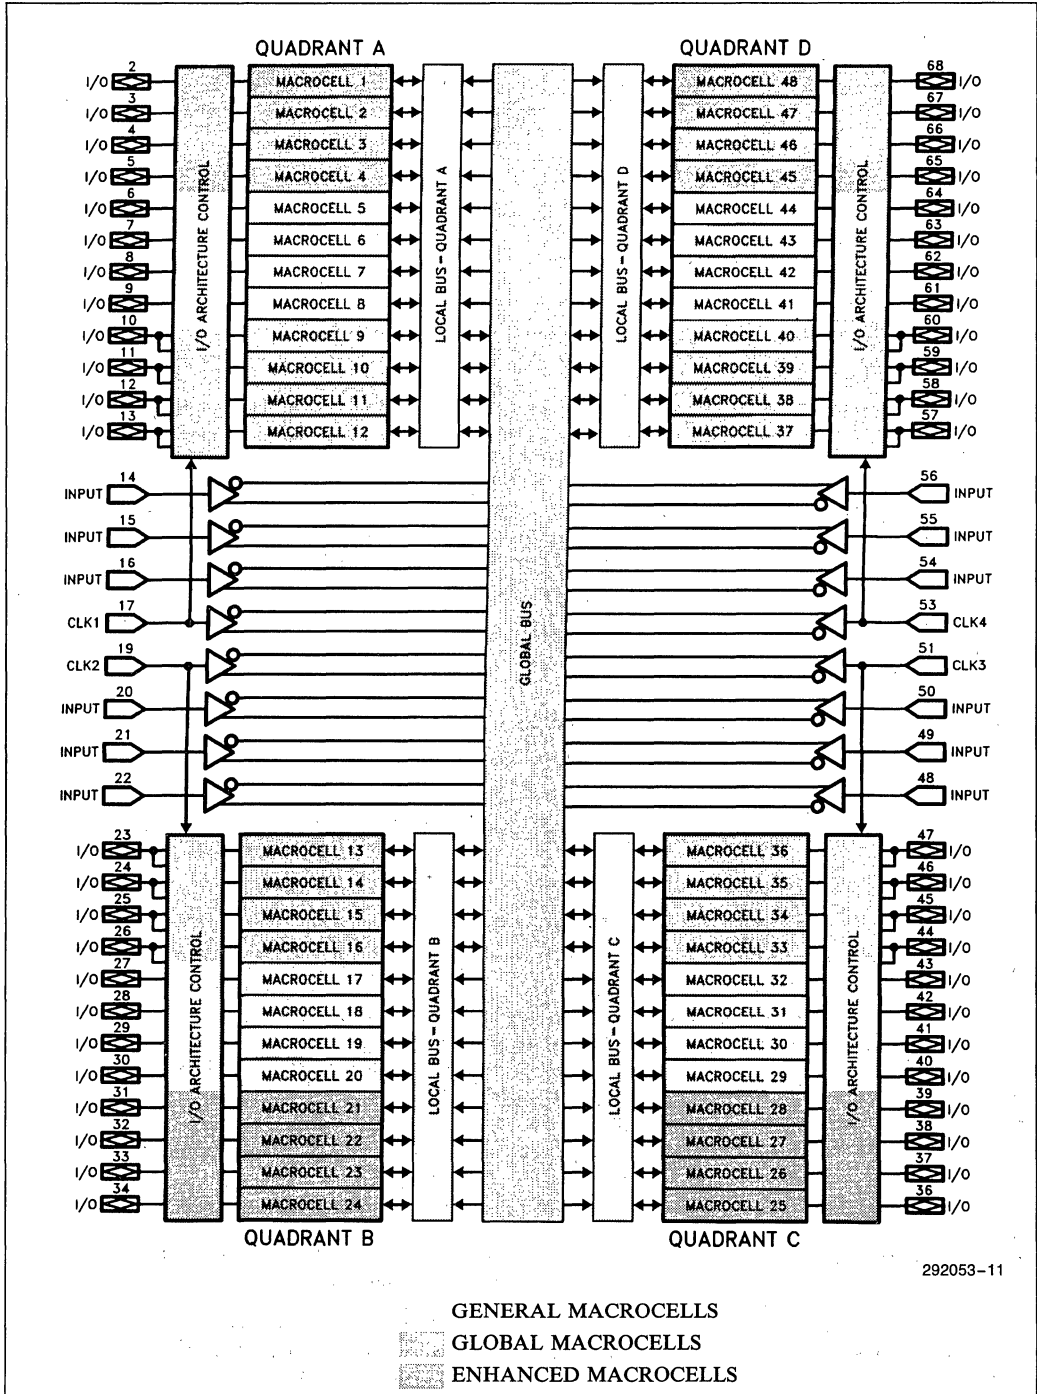 QUADRANT A QUADRANT D
2 68
I/O MACROCELL 1 MACROCELL 48 I/O
3 67
I/O MACROCELL 2 MACROCELL 47 I/O
4 66
I/O MACROCELL 3 MACROCELL 46 I/O
5 65
I/O MACROCELL 4 MACROCELL 45 I/O
6 64
I/O MACROCELL 5 MACROCELL 44 I/O
7 63
I/O MACROCELL 6 MACROCELL 43 I/O
8 62
I/O MACROCELL 7 MACROCELL 42 I/O
9 61
I/O MACROCELL 8 MACROCELL 41 I/O
10 60
I/O MACROCELL 9 MACROCELL 40 I/O
11 59
I/O MACROCELL 10 MACROCELL 39 I/O
12 58
I/O MACROCELL 11 MACROCELL 38 I/O
13 57
I/O MACROCELL 12 MACROCELL 37 I/O
I/O ARCHITECTURE CONTROL
LOCAL BUS-QUADRANT A
LOCAL BUS-QUADRANT D
I/O ARCHITECTURE CONTROL
14 56
INPUT INPUT
15 55
INPUT INPUT
16 54
INPUT INPUT
17 53
CLK1 CLK4
19 51
CLK2 CLK3
20 50
INPUT INPUT
21 49
INPUT INPUT
22 48
INPUT INPUT
GLOBAL BUS
23 47
I/O MACROCELL 13 MACROCELL 36 I/O
24 46
I/O MACROCELL 14 MACROCELL 35 I/O
25 45
I/O MACROCELL 15 MACROCELL 34 I/O
26 44
I/O MACROCELL 16 MACROCELL 33 I/O
27 43
I/O MACROCELL 17 MACROCELL 32 I/O
28 42
I/O MACROCELL 18 MACROCELL 31 I/O
29 41
I/O MACROCELL 19 MACROCELL 30 I/O
30 40
I/O MACROCELL 20 MACROCELL 29 I/O
31 39
I/O MACROCELL 21 MACROCELL 28 I/O
32 38
I/O MACROCELL 22 MACROCELL 27 I/O
33 37
I/O MACROCELL 23 MACROCELL 26 I/O
34 36
I/O MACROCELL 24 MACROCELL 25 I/O
I/O ARCHITECTURE CONTROL
LOCAL BUS-QUADRANT B
LOCAL BUS-QUADRANT C
I/O ARCHITECTURE CONTROL
QUADRANT B QUADRANT C
292053-11
GENERAL MACROCELLS
GLOBAL MACROCELLS
ENHANCED MACROCELLS